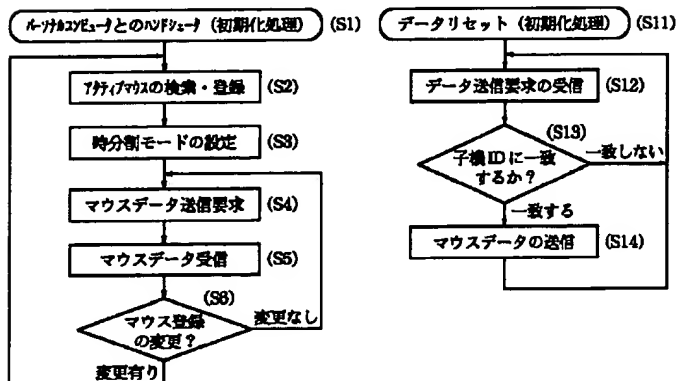 パーソナルコンピュータとのハンドシェータ (初期化処理) (S1)
アクティブマウスの検索・登録 (S2)
時分割モードの設定 (S3)
マウスデータ送信要求 (S4)
マウスデータ受信 (S5)
(S6)
マウス登録
の変更?
変更なし
変更有り
データリセット (初期化処理) (S11)
データ送信要求の受信 (S12)
(S13)
子機IDに一致
するか?
一致しない
一致する
マウスデータの送信 (S14)